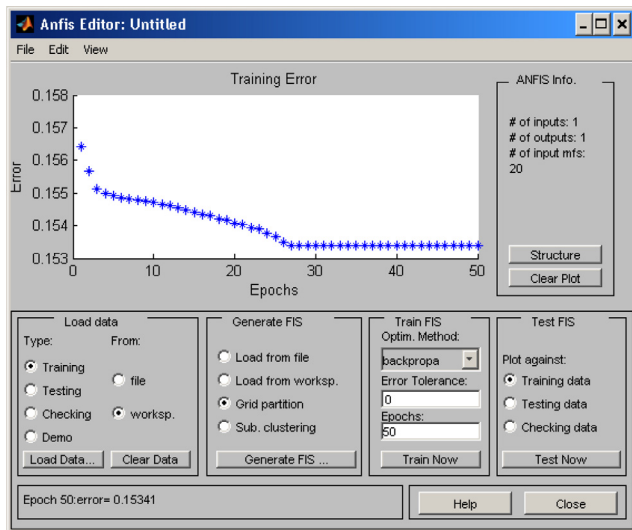 Anfis Editor: Untitled
File Edit View
Training Error
0.158
0.157
0.156
0.155
0.154
0.153
Error
0 10 20 30 40 50
Epochs
ANFIS Info.
# of inputs: 1
# of outputs: 1
# of input mfs:
20
Structure
Clear Plot
Load data
Type: From:
Training
Testing
Checking
Demo
file
worksp.
Load Data...
Clear Data
Generate FIS
Load from file
Load from worksp.
Grid partition
Sub. clustering
Generate FIS ...
Train FIS
Optim. Method:
backpropa
Error Tolerance:
0
Epochs:
50
Train Now
Test FIS
Plot against:
Training data
Testing data
Checking data
Test Now
Epoch 50:error= 0.15341
Help
Close